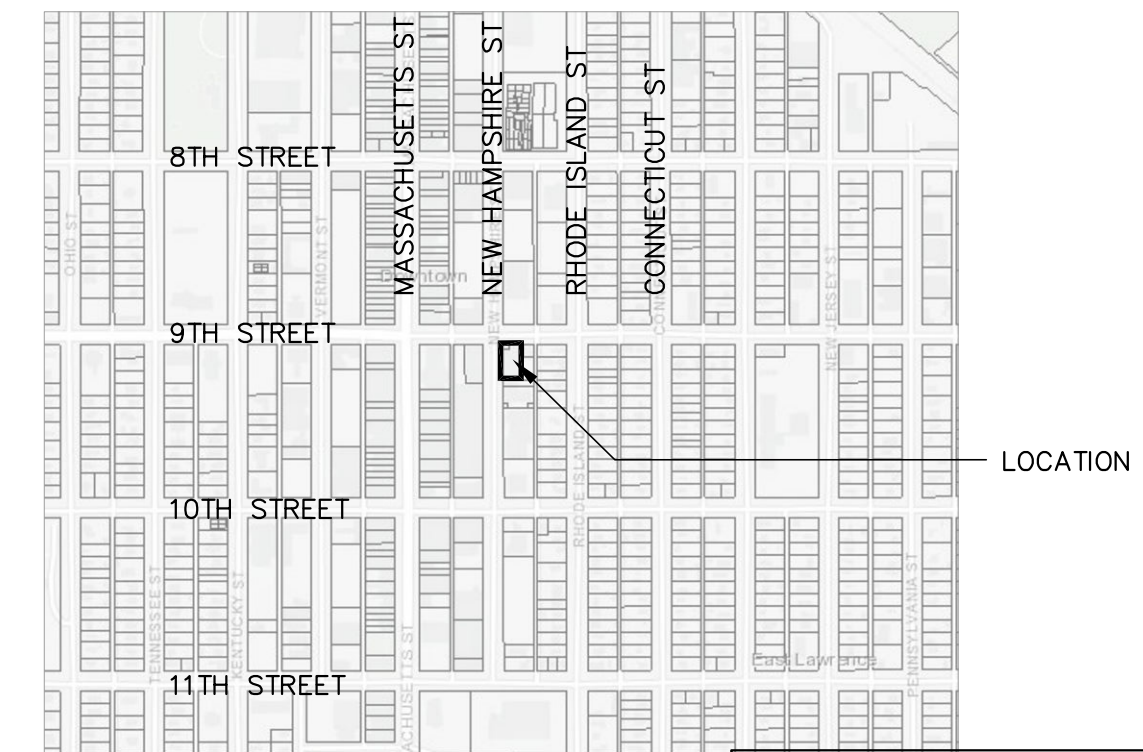 MASSACHUSETTS ST
NEW HAMPSHIRE ST
RHODE ISLAND ST
CONNECTICUT ST
8TH STREET
OHIO ST
VERMONT ST
Downtown
NEW JERSEY ST
9TH STREET
LOCATION
RHODE ISLAND ST
10TH STREET
TENNESSEE ST
KENTUCKY ST
PENNSYLVANIA ST
East Lawrence
11TH STREET